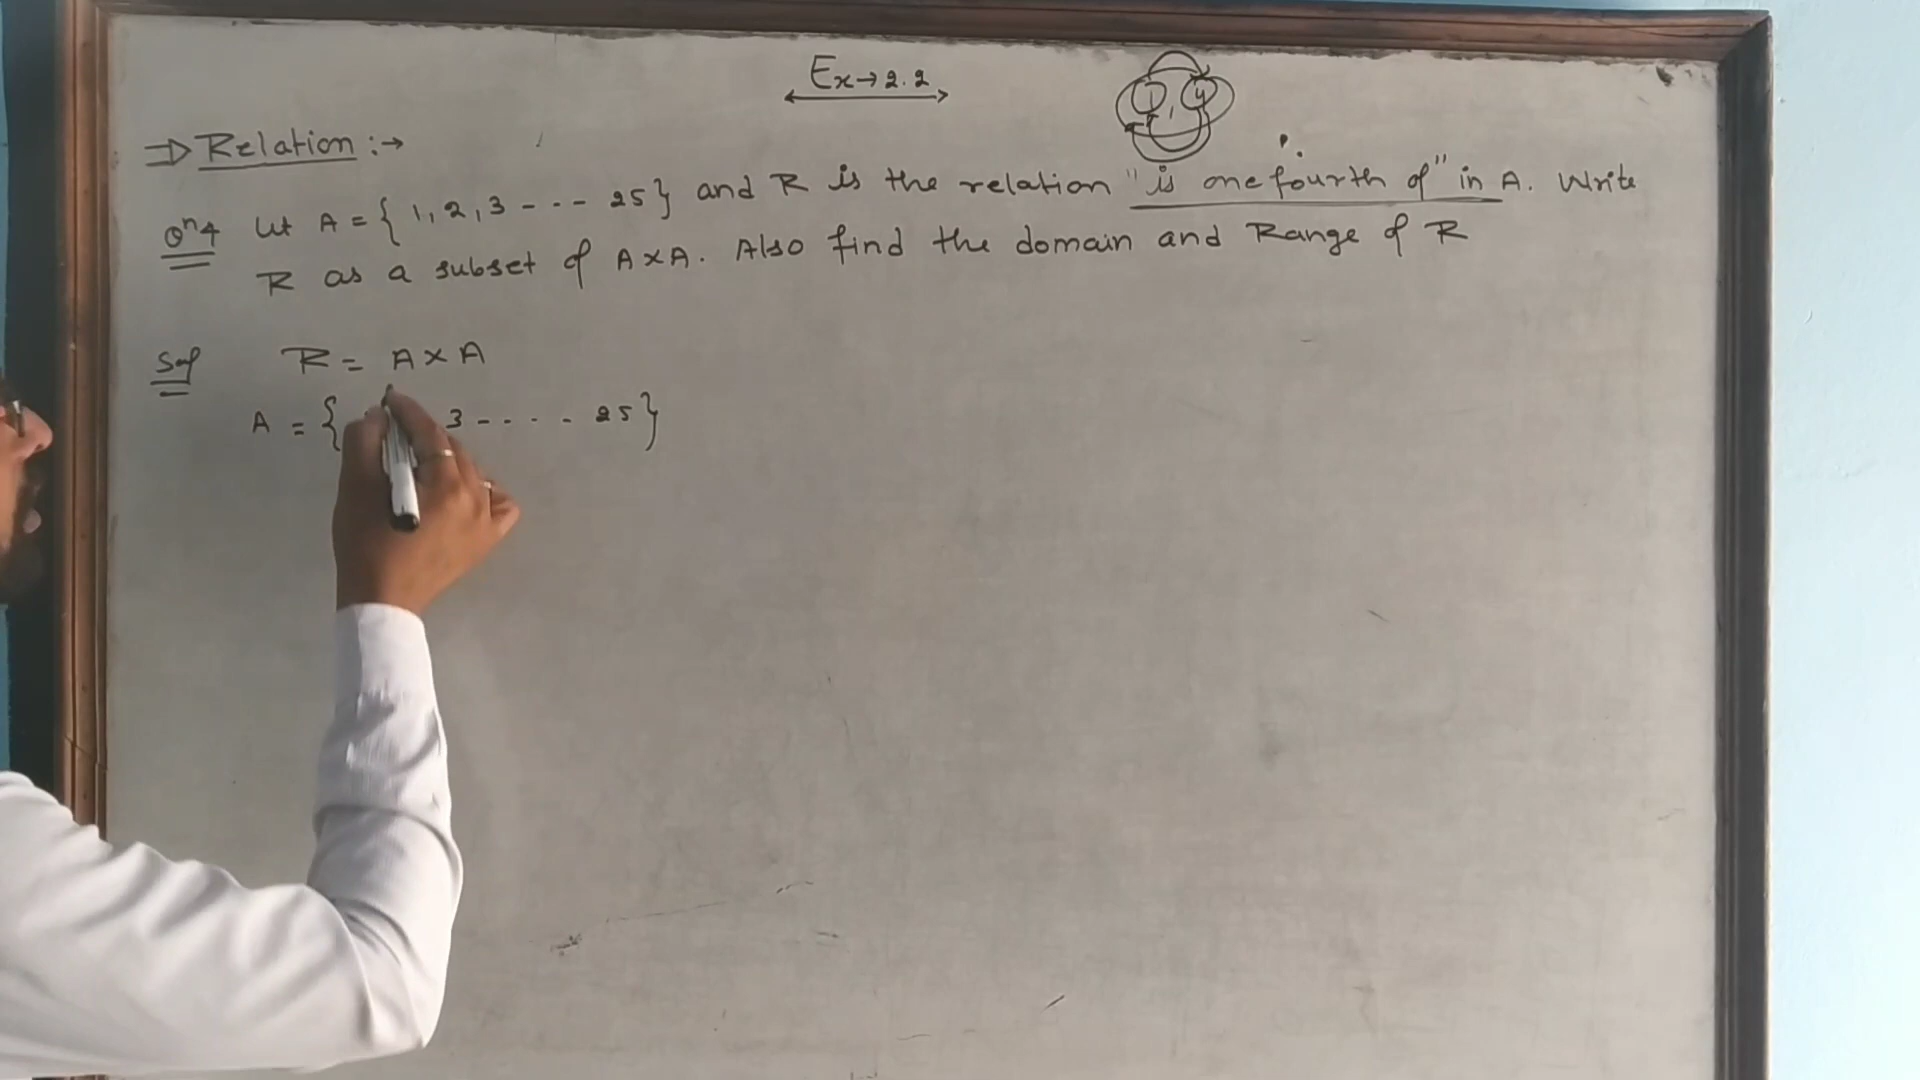 Ex→2.2
⇒ Relation :→
Qⁿ4 Let A = { 1, 2, 3 - - - 25 } and R is the relation "is one fourth of" in A. Write
R as a subset of A×A. Also find the domain and Range of R
Sol R = A×A
A = { 3 - - - - 25 }